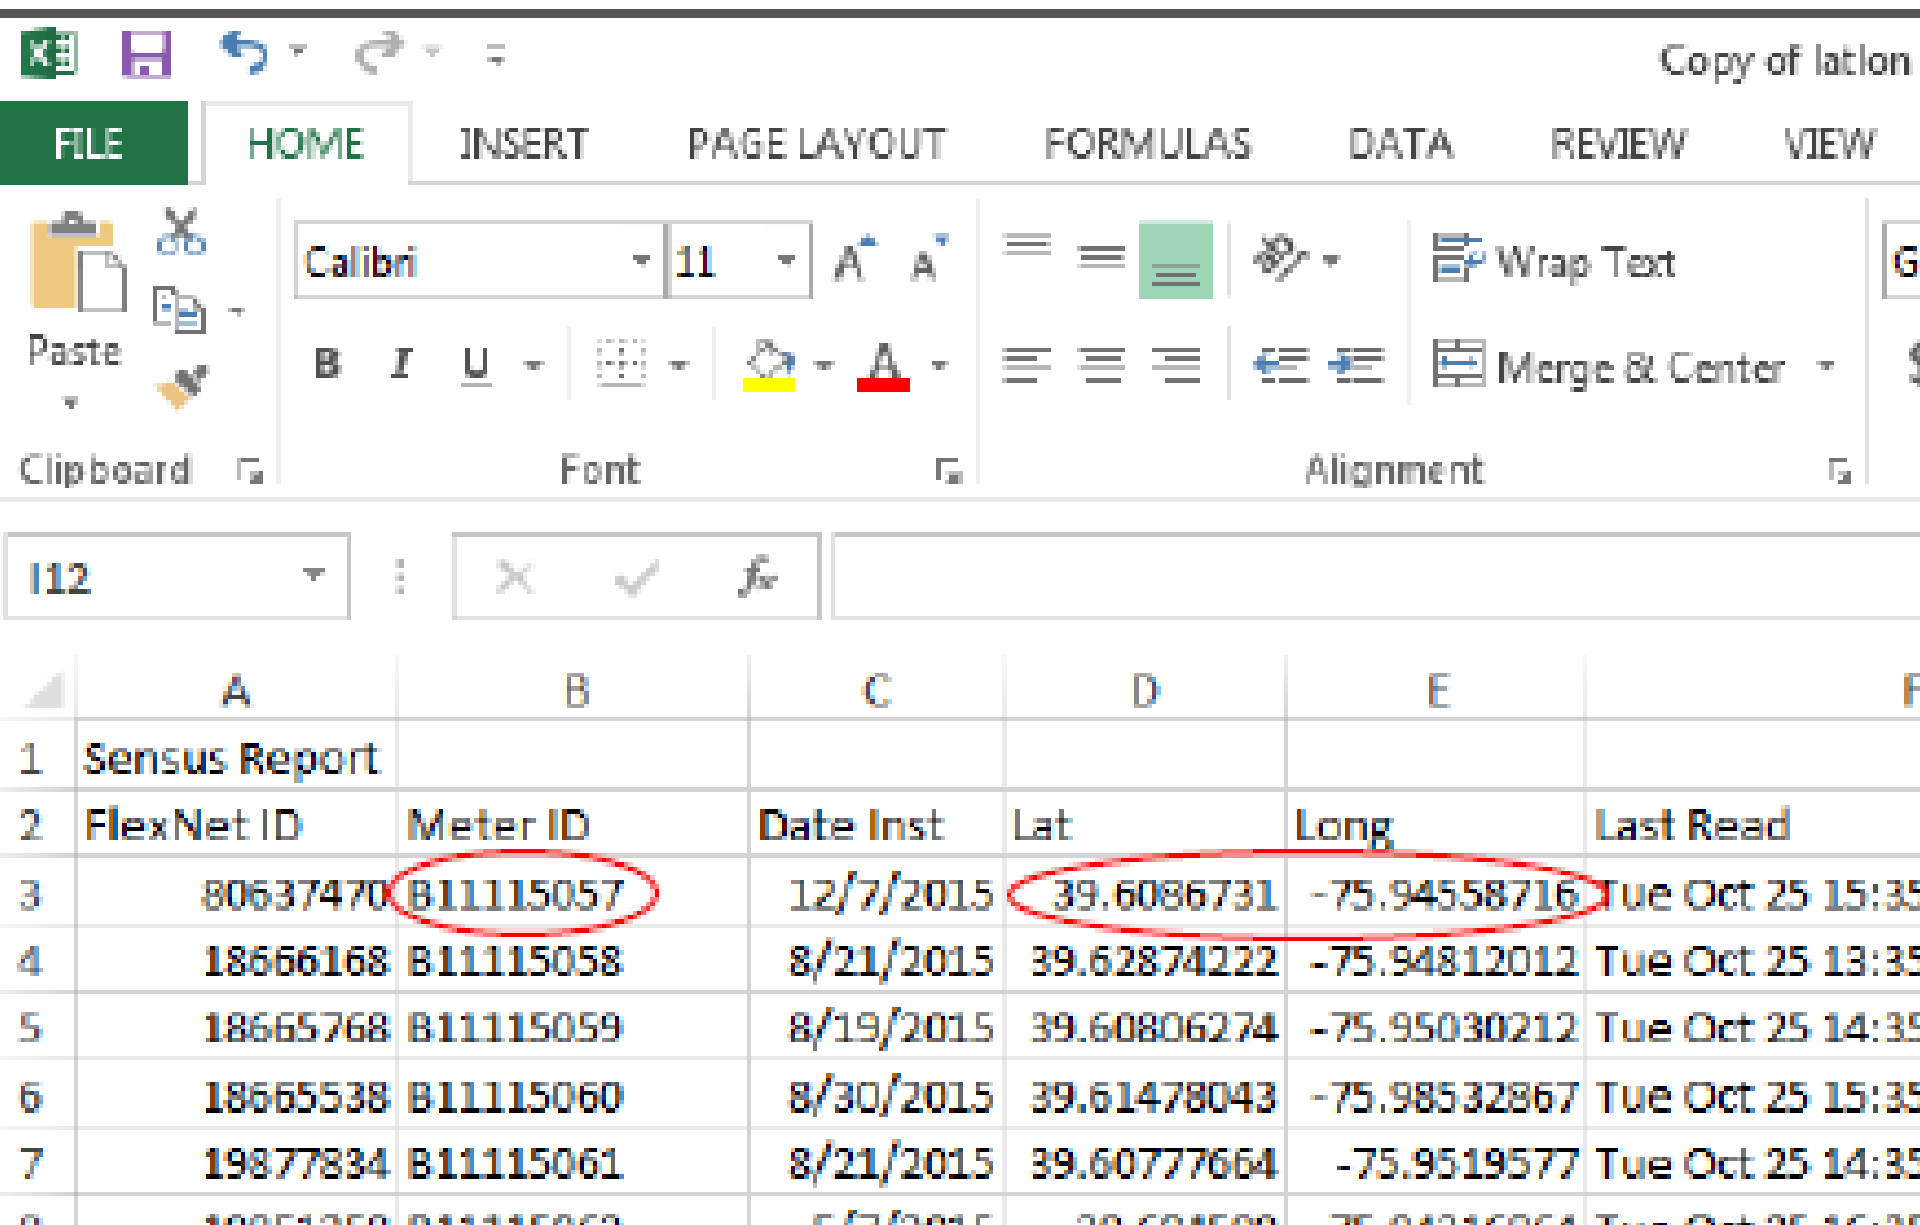 Copy of latlon
FILE HOME INSERT PAGE LAYOUT FORMULAS DATA REVIEW VIEW
Calibri 11 Wrap Text
Paste B I U Merge & Center
Clipboard Font Alignment
I12 fx
A B C D E
1 Sensus Report
2 FlexNet ID Meter ID Date Inst Lat Long Last Read
3 80637470 B11115057 12/7/2015 39.6086731 -75.94558716 Tue Oct 25 15:35
4 18666168 B11115058 8/21/2015 39.62874222 -75.94812012 Tue Oct 25 13:35
5 18665768 B11115059 8/19/2015 39.60806274 -75.95030212 Tue Oct 25 14:35
6 18665538 B11115060 8/30/2015 39.61478043 -75.98532867 Tue Oct 25 15:35
7 19877834 B11115061 8/21/2015 39.60777664 -75.9519577 Tue Oct 25 14:35